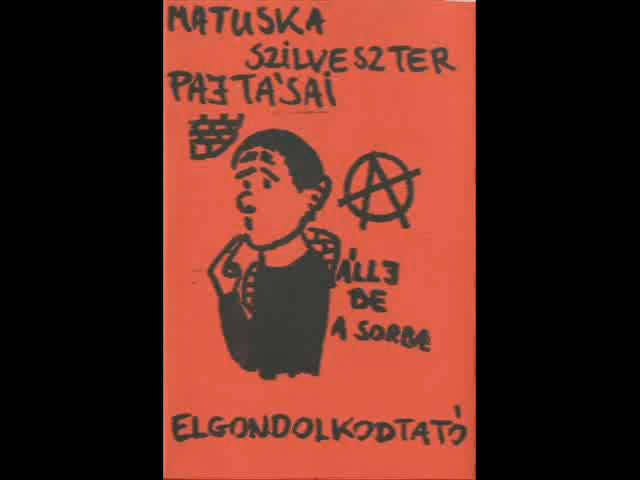 MATUSKA
SZILVESZTER
PAJTÁSAI
A
ÁLLJ
BE
A SORBA
ELGONDOLKODTATÓ